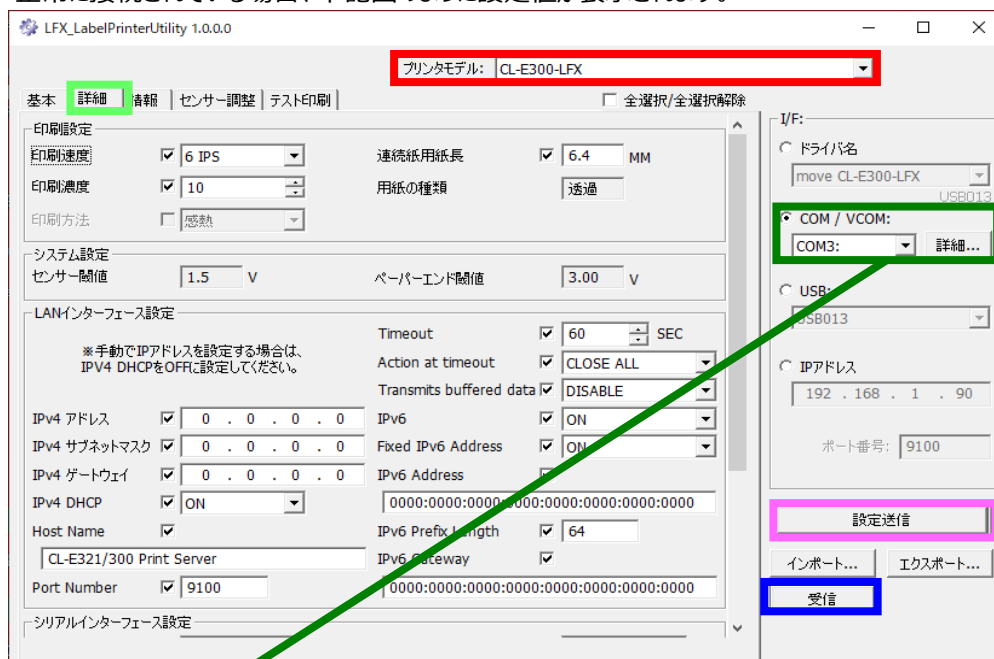 LFX_LabelPrinterUtility 1.0.0.0
プリンタモデル: CL-E300-LFX
基本 詳細 情報 センサー調整 テスト印刷
全選択/全選択解除
印刷設定
印刷速度 6 IPS 連続紙用紙長 6.4 MM
印刷濃度 10 用紙の種類 透過
印刷方法 感熱
システム設定
センサー閾値 1.5 V ペーパーエンド閾値 3.00 V
LANインターフェース設定
※手動でIPアドレスを設定する場合は、
IPV4 DHCPをOFFに設定してください。
Timeout 60 SEC
Action at timeout CLOSE ALL
Transmits buffered data DISABLE
IPv4 アドレス 0 . 0 . 0 . 0 IPv6 ON
IPv4 サブネットマスク 0 . 0 . 0 . 0 Fixed IPv6 Address ON
IPv4 ゲートウェイ 0 . 0 . 0 . 0 IPv6 Address
IPv4 DHCP ON 0000:0000:0000:0000:0000:0000:0000:0000
Host Name IPv6 Prefix Length 64
CL-E321/300 Print Server IPv6 Gateway
Port Number 9100 0000:0000:0000:0000:0000:0000:0000:0000
シリアルインターフェース設定
I/F:
ドライバ名
move CL-E300-LFX
USB013
COM / VCOM:
COM3: 詳細...
USB:
USB013
IPアドレス
192 . 168 . 1 . 90
ポート番号: 9100
設定送信
インポート... エクスポート...
受信